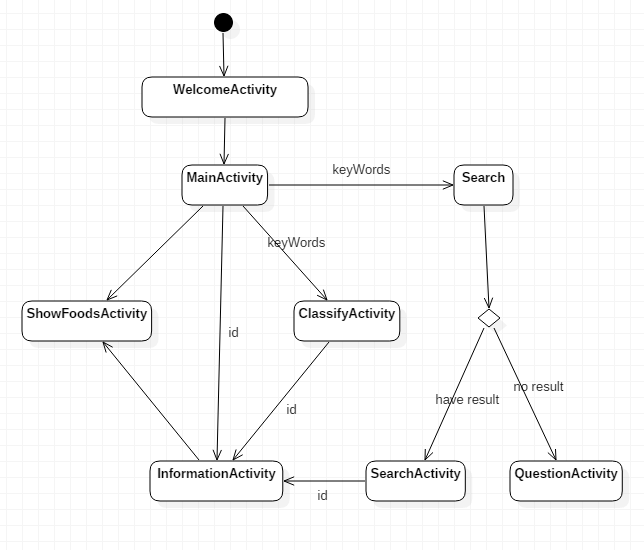 WelcomeActivity
MainActivity
keyWords
Search
keyWords
ShowFoodsActivity
id
ClassifyActivity
id
have result
no result
InformationActivity
id
SearchActivity
QuestionActivity